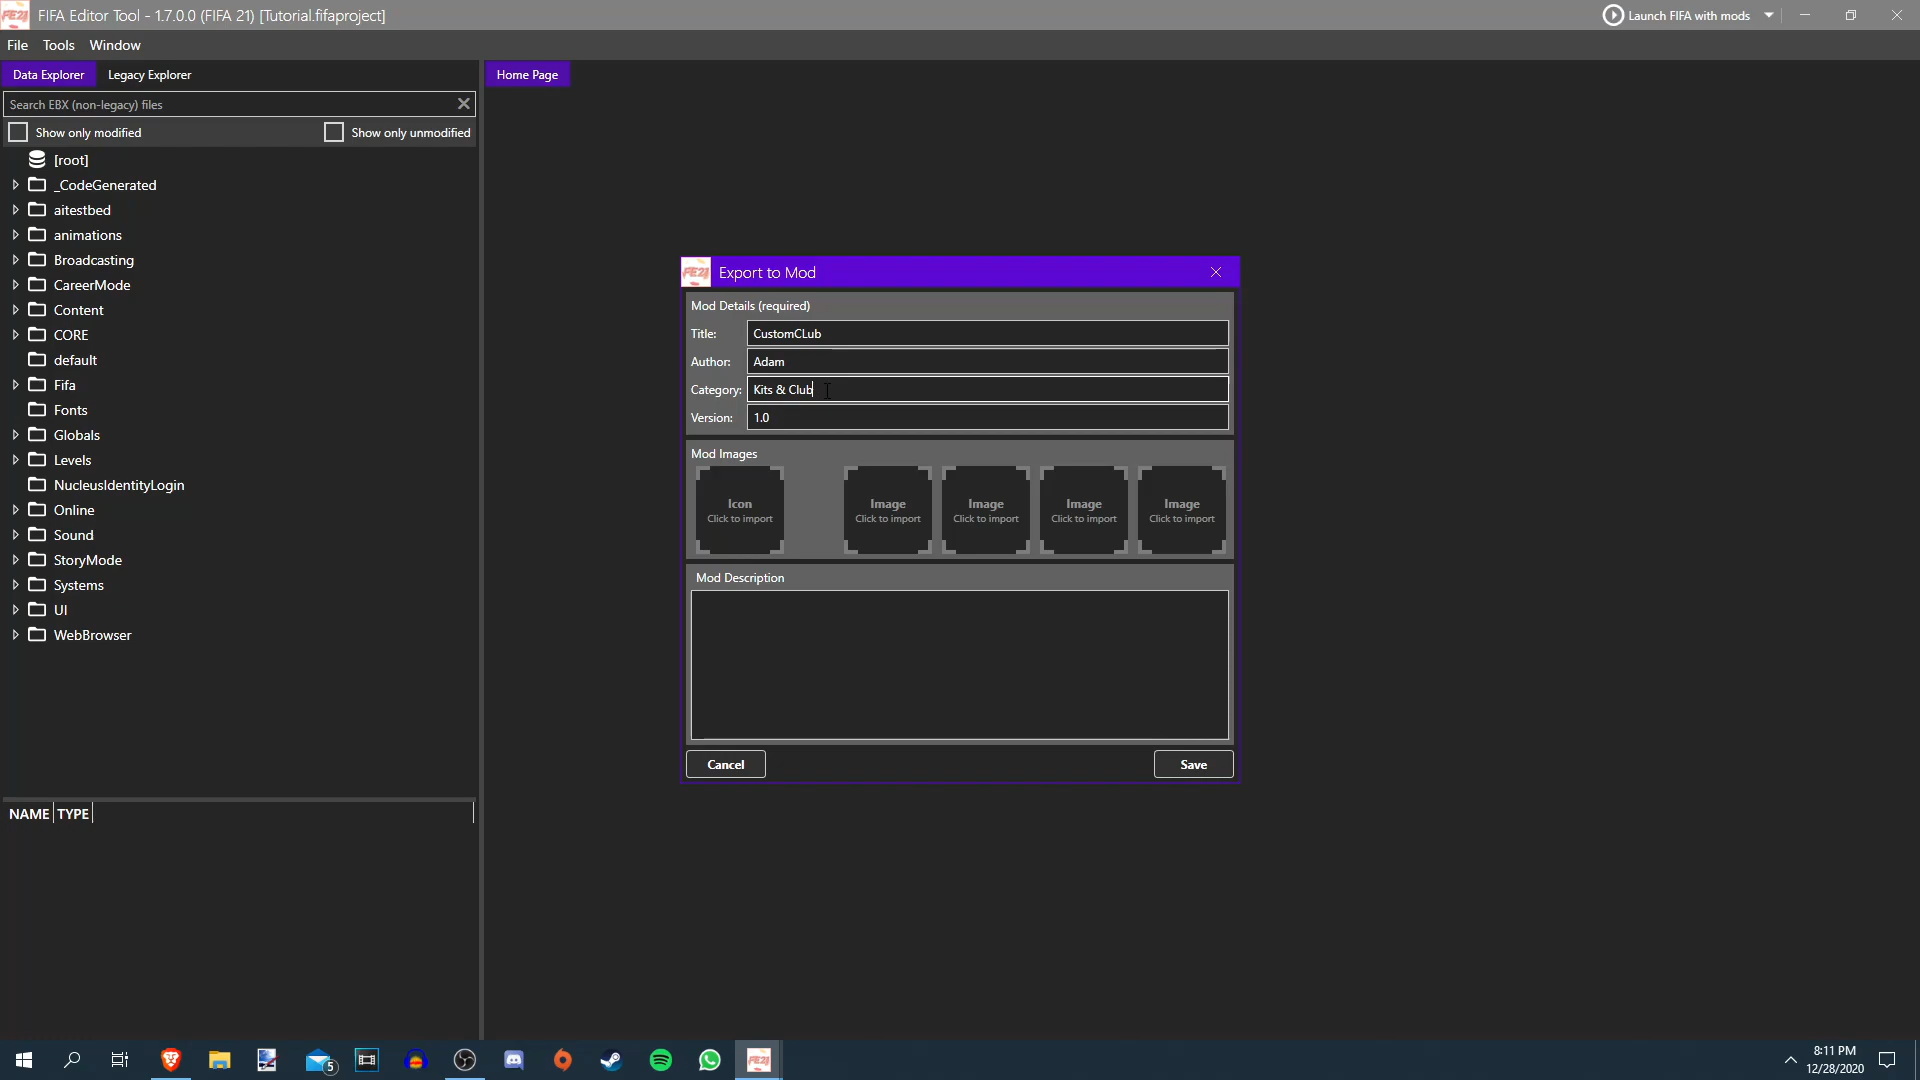 FE21 FIFA Editor Tool - 1.7.0.0 (FIFA 21) [Tutorial.fifaproject]
Launch FIFA with mods
File Tools Window
Data Explorer Legacy Explorer
Home Page
Search EBX (non-legacy) files
Show only modified Show only unmodified
[root]
_CodeGenerated
aitestbed
animations
Broadcasting
CareerMode
Content
CORE
default
Fifa
Fonts
Globals
Levels
NucleusIdentityLogin
Online
Sound
StoryMode
Systems
UI
WebBrowser
NAME TYPE
FE21 Export to Mod
Mod Details (required)
Title: CustomCLub
Author: Adam
Category: Kits & Club
Version: 1.0
Mod Images
Icon Image Image Image Image
Click to import Click to import Click to import Click to import Click to import
Mod Description
Cancel Save
5
FE21
8:11 PM
12/28/2020